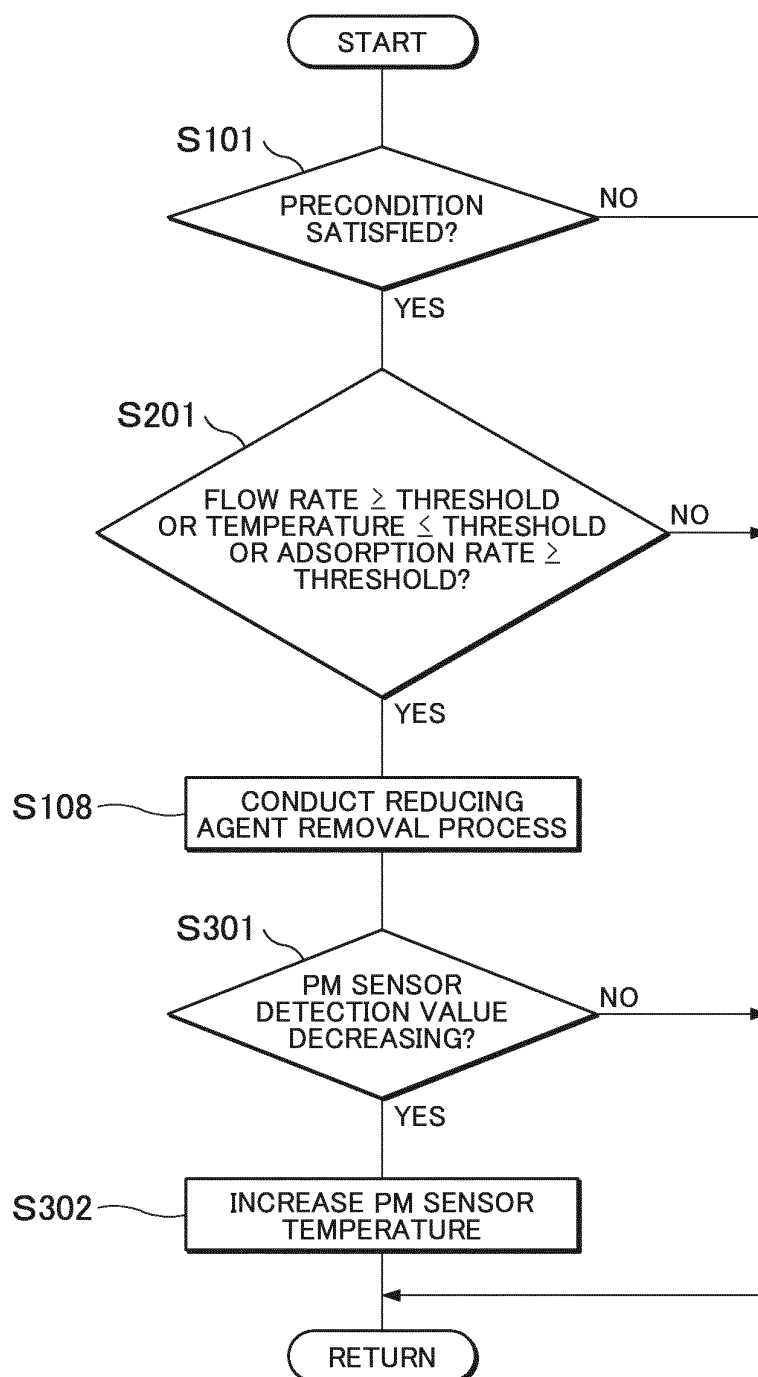 START
S101
PRECONDITION
SATISFIED?
NO
YES
S201
FLOW RATE ≥ THRESHOLD
OR TEMPERATURE ≤ THRESHOLD
OR ADSORPTION RATE ≥
THRESHOLD?
NO
YES
S108
CONDUCT REDUCING
AGENT REMOVAL PROCESS
S301
PM SENSOR
DETECTION VALUE
DECREASING?
NO
YES
S302
INCREASE PM SENSOR
TEMPERATURE
RETURN